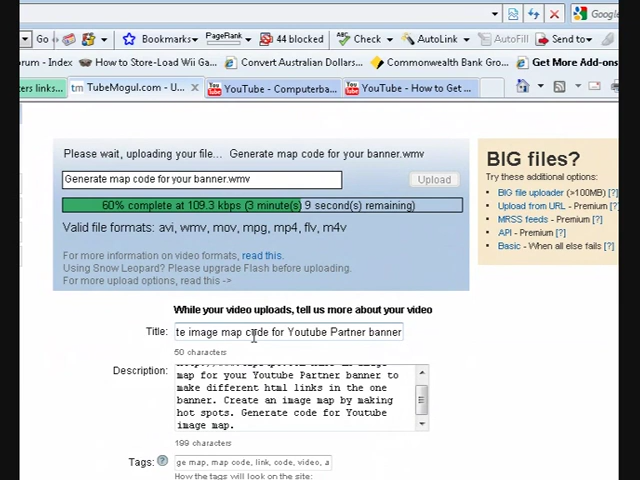 Google
Go
Bookmarks
PageRank
44 blocked
Check
AutoLink
AutoFill
Send to
orum - Index
How to Store-Load Wii Ga...
Convert Australian Dollars...
Commonwealth Bank Gro...
Get More Add-ons
ers links...
tm TubeMogul.com - U...
YouTube - Computerba...
YouTube - How to Get ...
Please wait, uploading your file... Generate map code for your banner.wmv
Generate map code for your banner.wmv
Upload
60% complete at 109.3 kbps (3 minute(s) 9 second(s) remaining)
Valid file formats: avi, wmv, mov, mpg, mp4, flv, m4v
For more information on video formats, read this.
Using Snow Leopard? Please upgrade Flash before uploading.
For more upload options, read this ->
BIG files?
Try these additional options:
BIG file uploader (>100MB) [?]
Upload from URL - Premium [?]
MRSS feeds - Premium [?]
API - Premium [?]
Basic - When all else fails [?]
While your video uploads, tell us more about your video
Title:
te image map code for Youtube Partner banner
50 characters
Description:
map for your Youtube Partner banner to
make different html links in the one
banner. Create an image map by making
hot spots. Generate code for Youtube
image map.
199 characters
Tags:
ge map, map code, link, code, video, a
How the tags will look on the site: